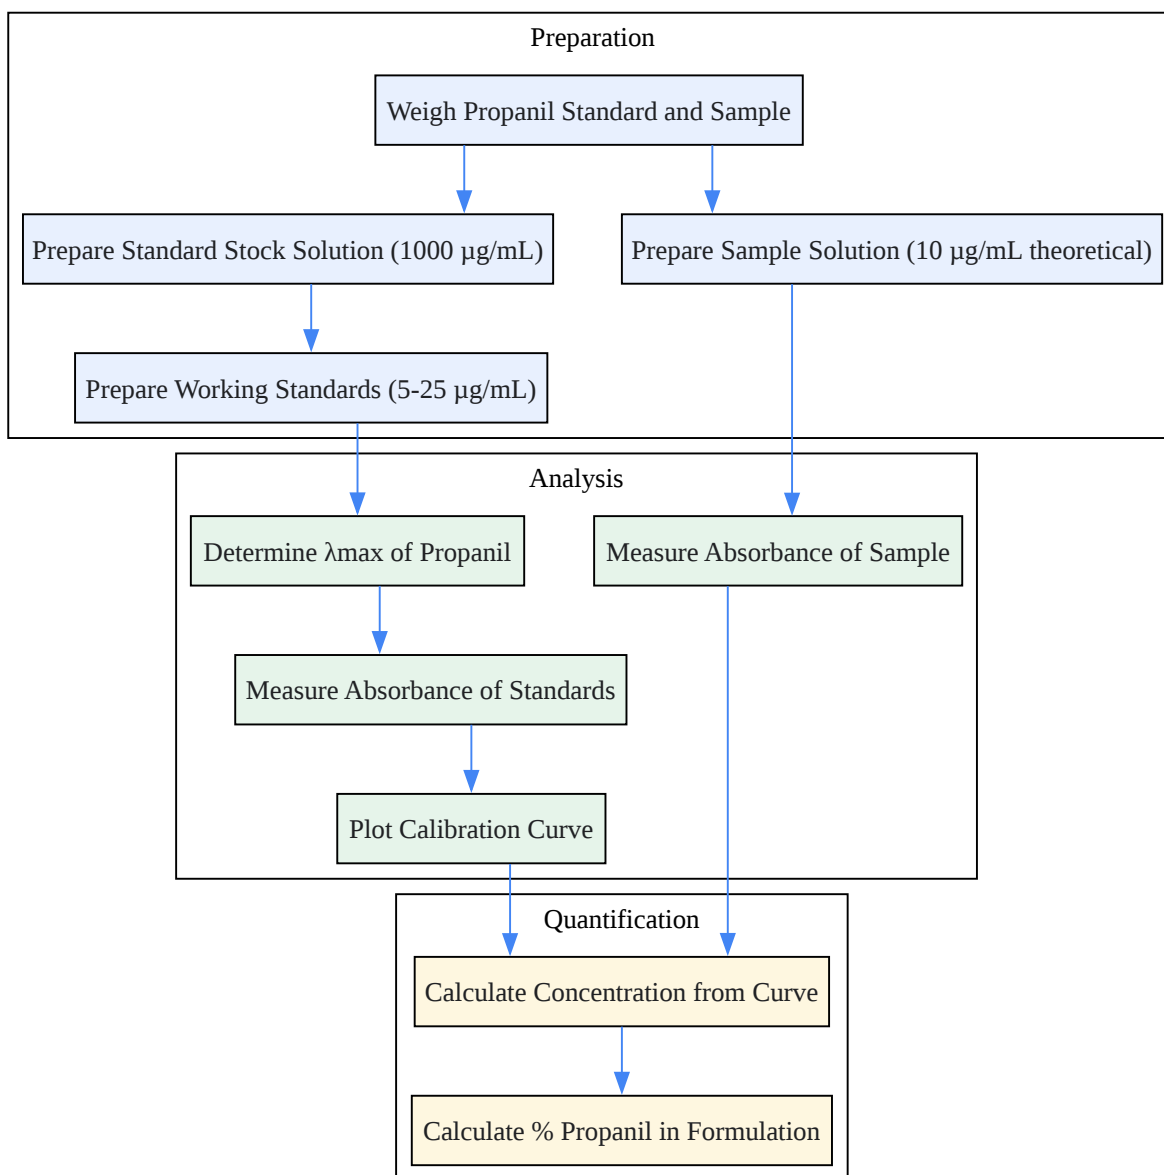 Preparation
Weigh Propanil Standard and Sample
Prepare Standard Stock Solution (1000 µg/mL)
Prepare Sample Solution (10 µg/mL theoretical)
Prepare Working Standards (5-25 µg/mL)
Analysis
Determine λmax of Propanil
Measure Absorbance of Sample
Measure Absorbance of Standards
Plot Calibration Curve
Quantification
Calculate Concentration from Curve
Calculate % Propanil in Formulation